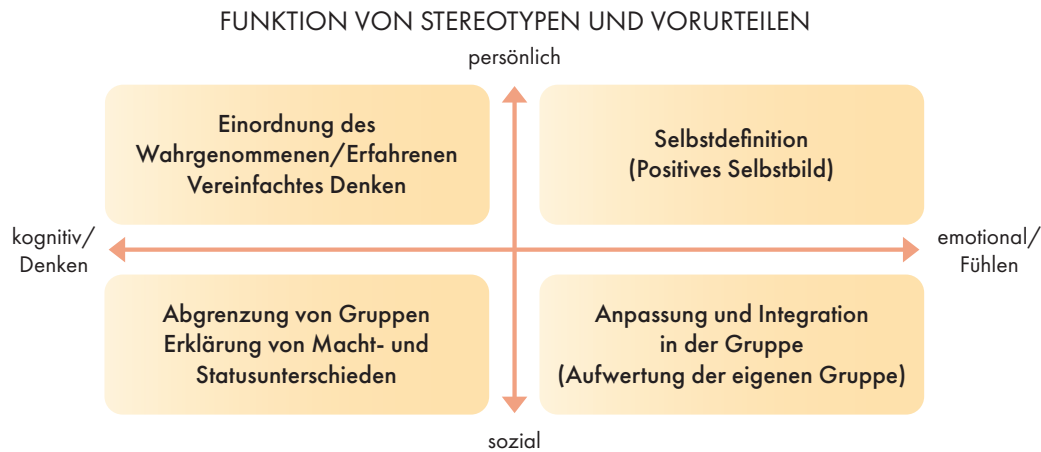 FUNKTION VON STEREOTYPEN UND VORURTEILEN
persönlich
Einordnung des
Wahrgenommenen/Erfahrenen
Vereinfachtes Denken
Selbstdefinition
(Positives Selbstbild)
kognitiv/
Denken
emotional/
Fühlen
Abgrenzung von Gruppen
Erklärung von Macht- und
Statusunterschieden
Anpassung und Integration
in der Gruppe
(Aufwertung der eigenen Gruppe)
sozial